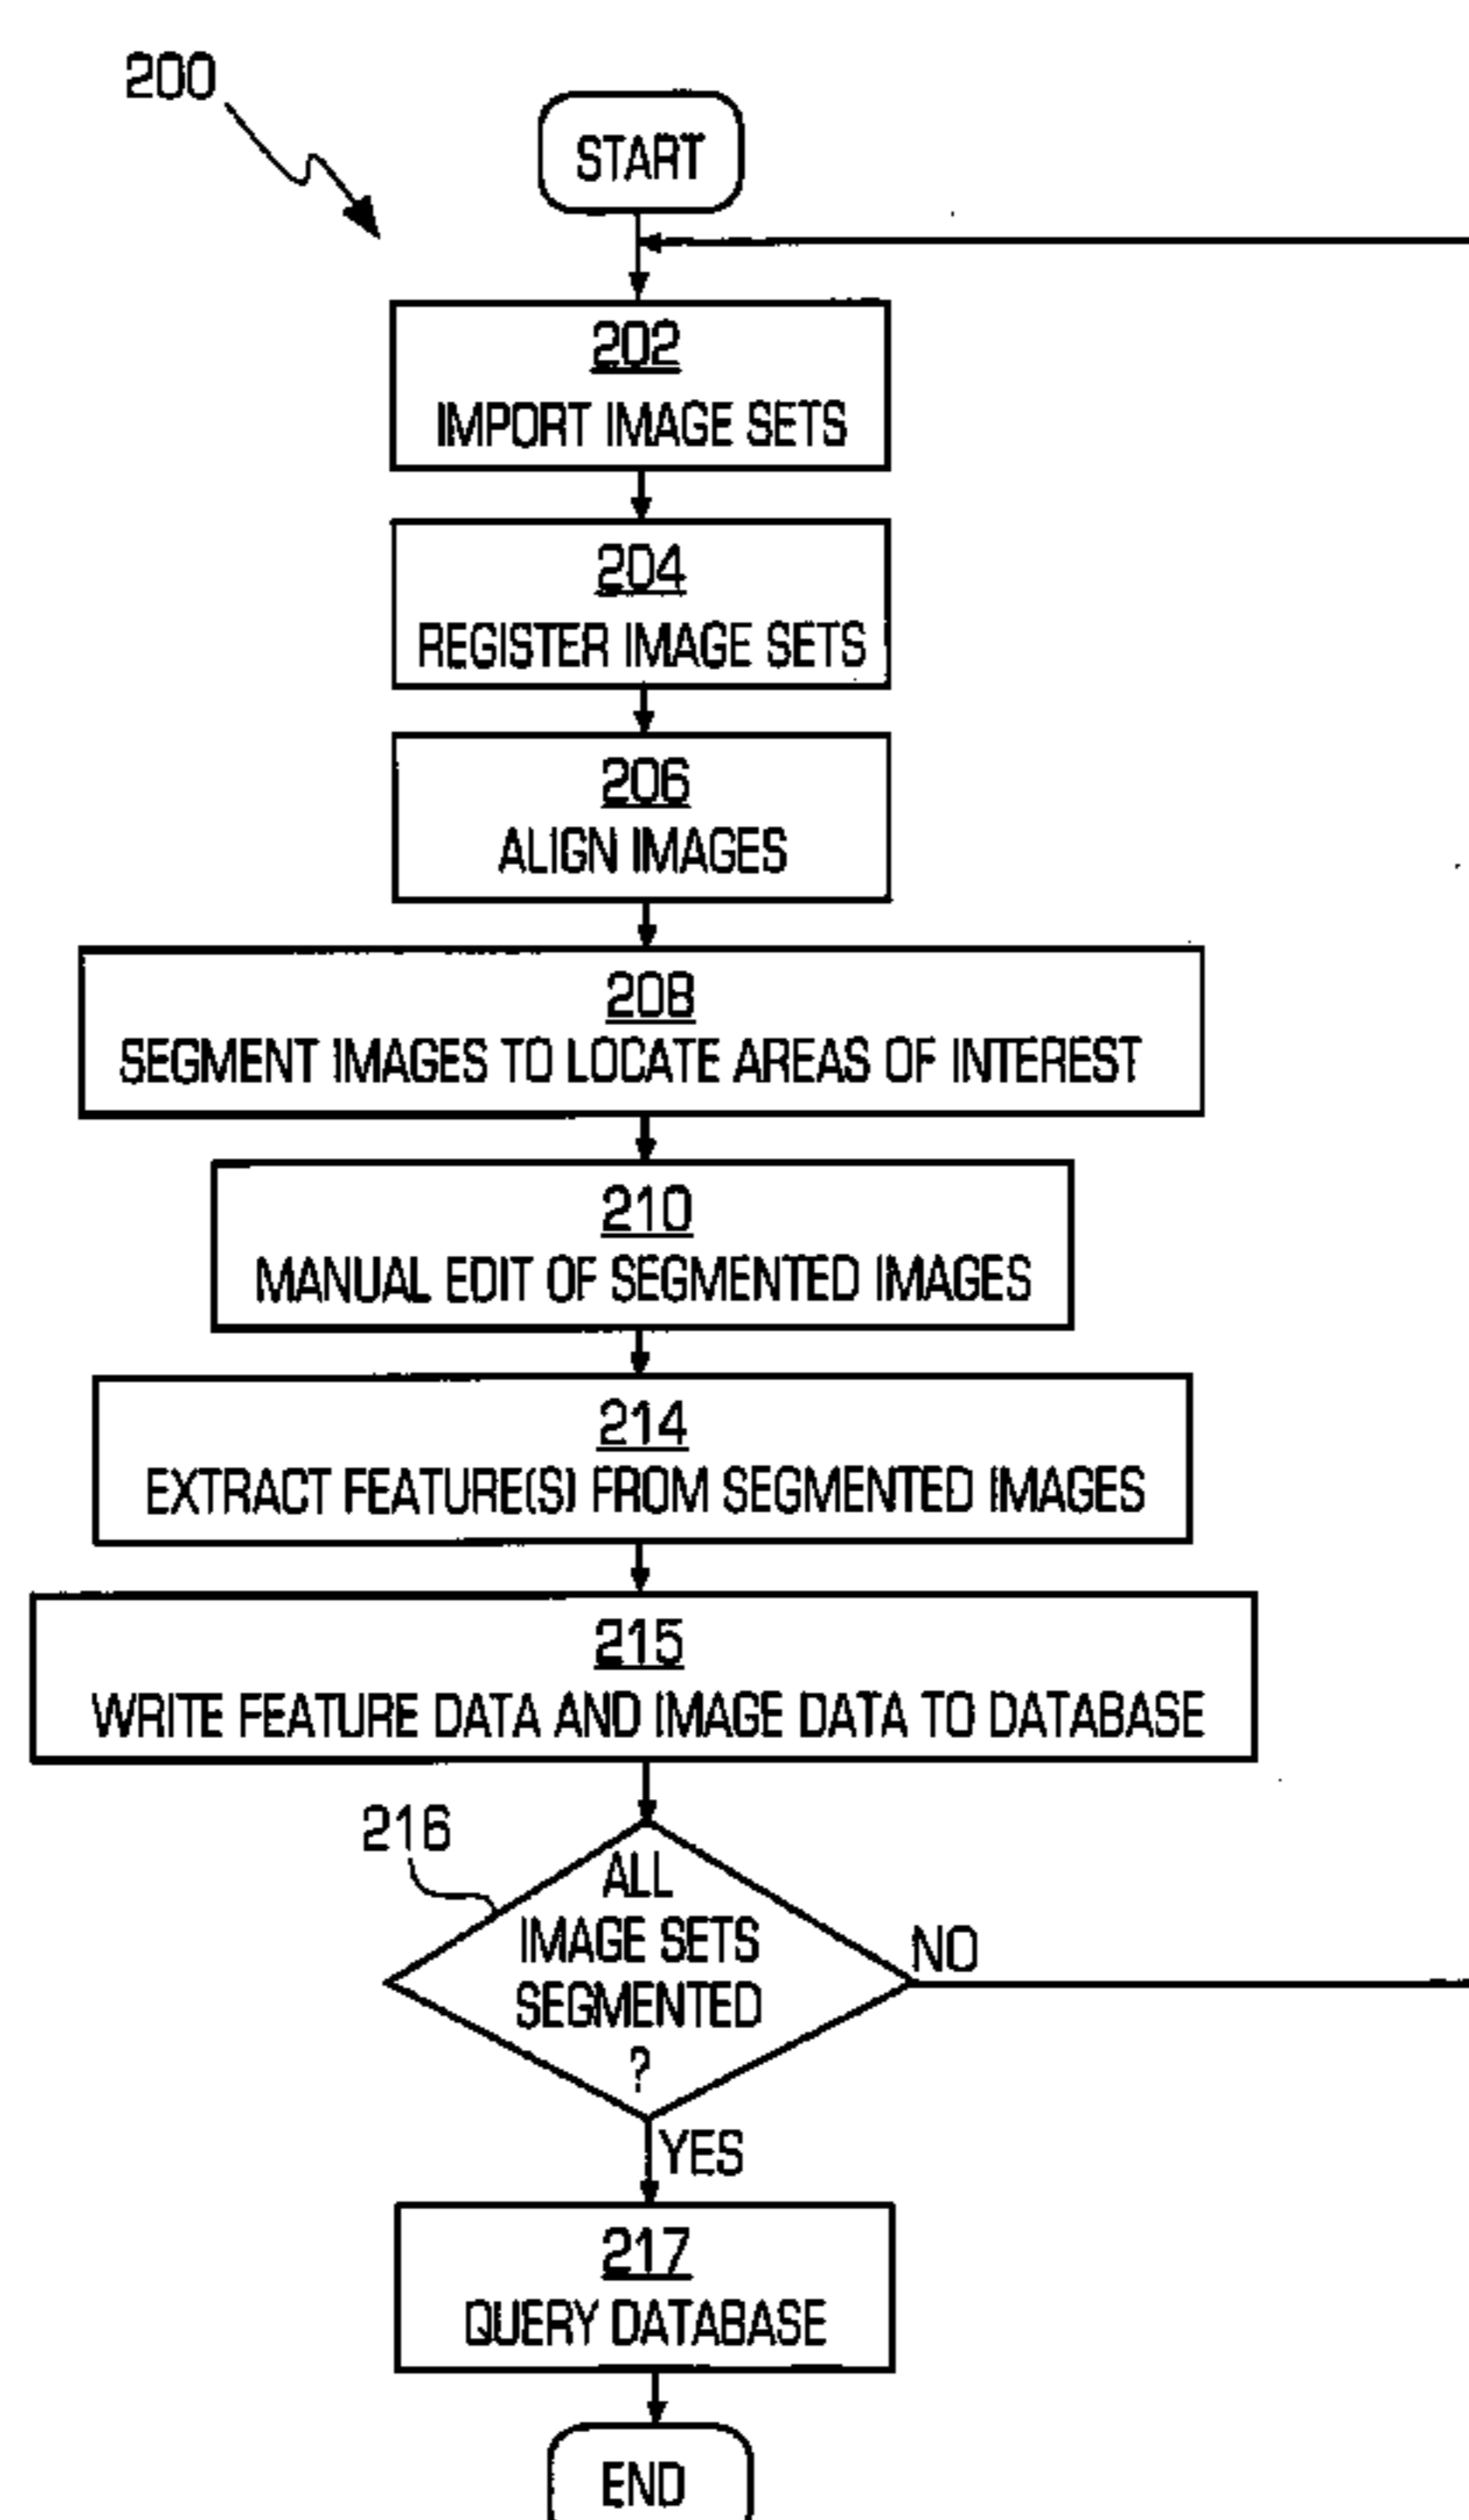 200
START
202
IMPORT IMAGE SETS
204
REGISTER IMAGE SETS
206
ALIGN IMAGES
208
SEGMENT IMAGES TO LOCATE AREAS OF INTEREST
210
MANUAL EDIT OF SEGMENTED IMAGES
214
EXTRACT FEATURE(S) FROM SEGMENTED IMAGES
215
WRITE FEATURE DATA AND IMAGE DATA TO DATABASE
216
ALL
IMAGE SETS
SEGMENTED
?
NO
YES
217
QUERY DATABASE
END